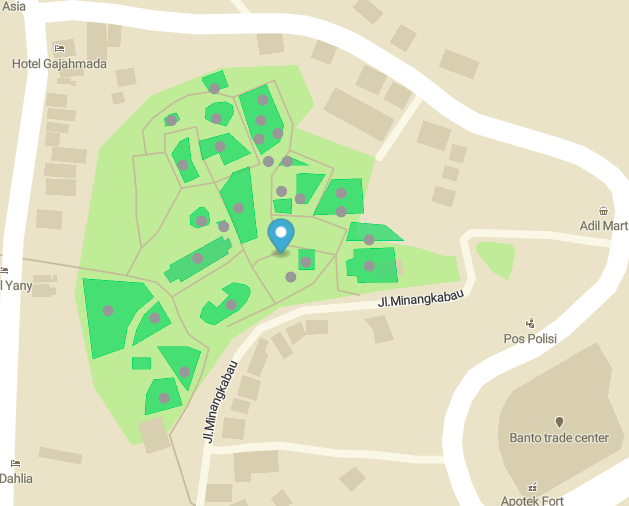 Asia
Hotel Gajahmada
Adil Mart
l Yany
Jl.Minangkabau
Pos Polisi
Jl.Minangkabau
Banto trade center
Dahlia
Apotek Fort